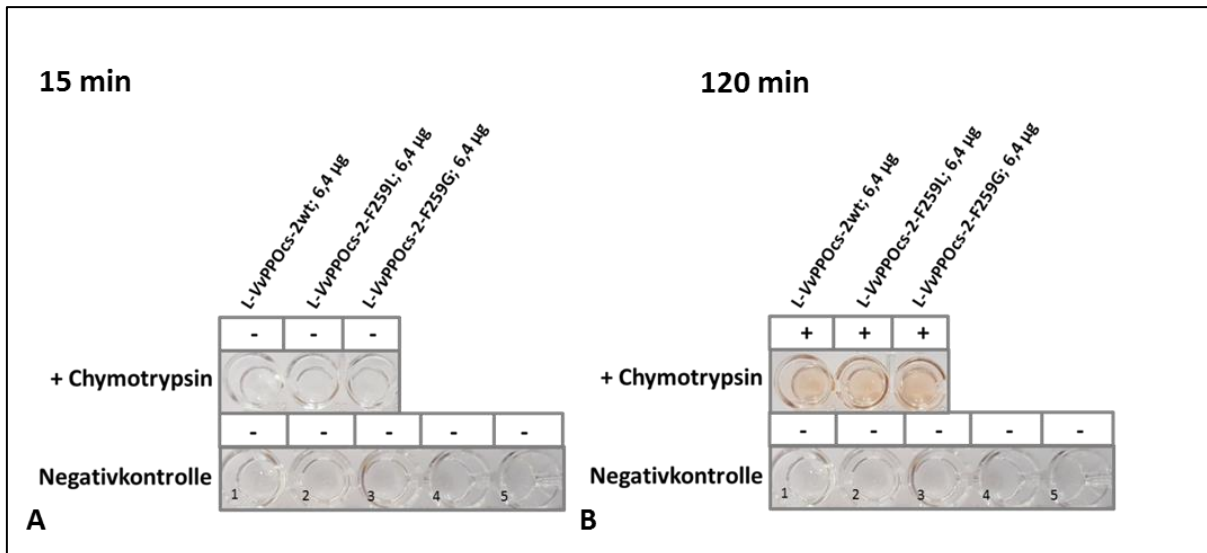 15 min
L-VvPPOcs-2wt; 6,4 µg
L-VvPPOcs-2-F259L; 6,4 µg
L-VvPPOcs-2-F259G; 6,4 µg
- - -
+ Chymotrypsin
- - - - -
Negativkontrolle
1 2 3 4 5
A
120 min
L-VvPPOcs-2wt; 6,4 µg
L-VvPPOcs-2-F259L; 6,4 µg
L-VvPPOcs-2-F259G; 6,4 µg
+ + +
+ Chymotrypsin
- - - - -
Negativkontrolle
1 2 3 4 5
B